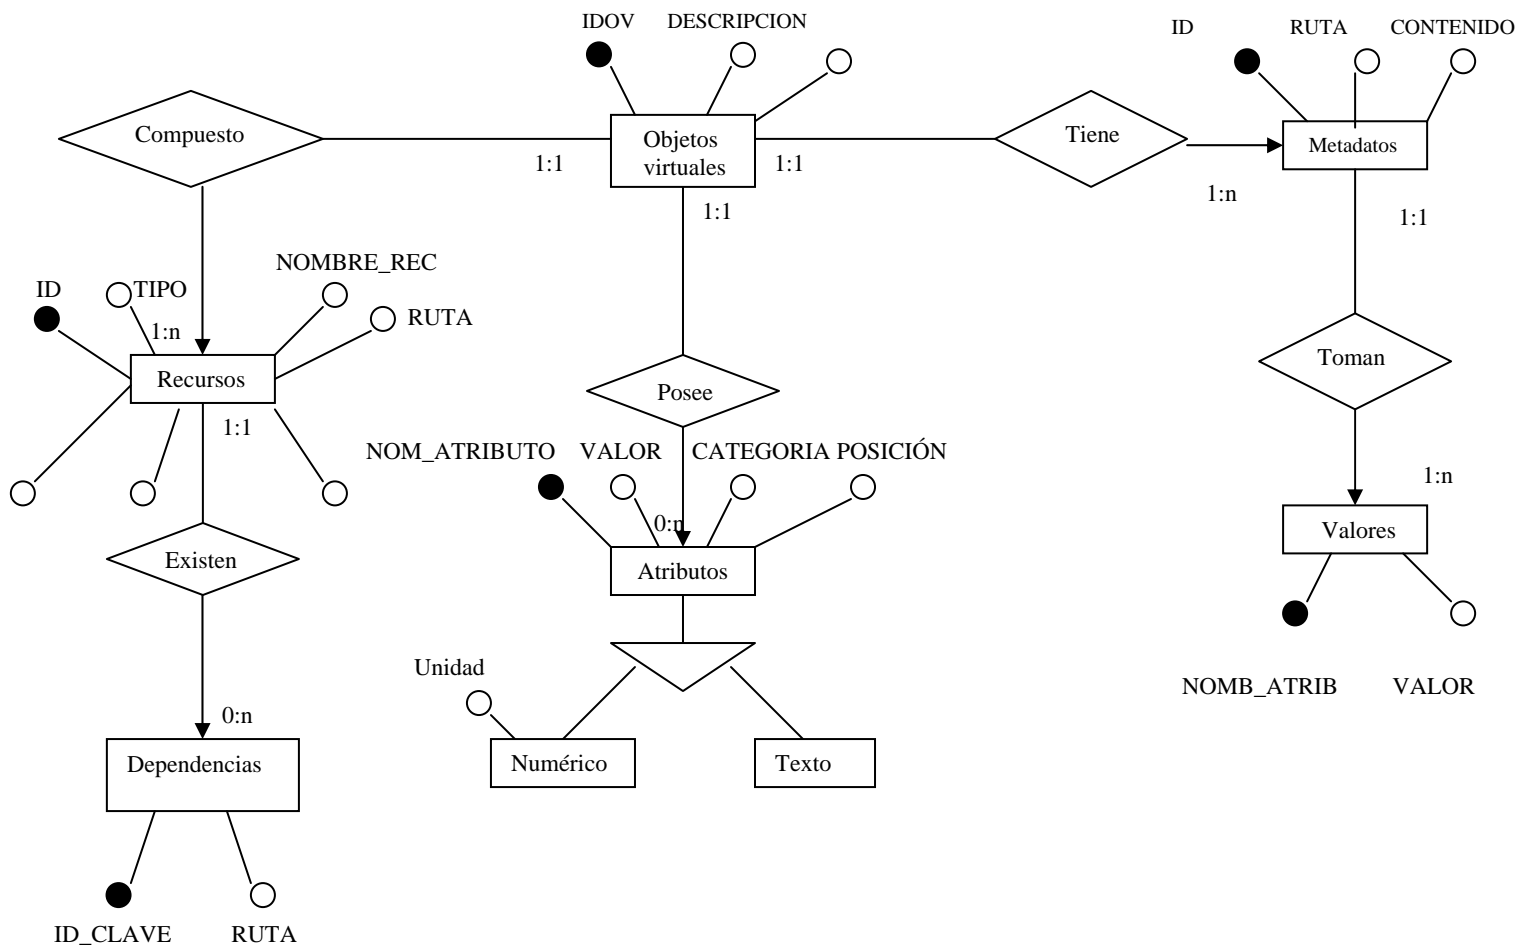 IDOV DESCRIPCION
ID RUTA CONTENIDO
Compuesto
Objetos
virtuales
Tiene
Metadatos
1:1
1:1
1:1
1:n
1:1
NOMBRE_REC
ID
TIPO
RUTA
1:n
Recursos
1:1
Toman
Posee
NOM_ATRIBUTO VALOR CATEGORIA POSICIÓN
1:n
0:n
Valores
Existen
Atributos
Unidad
NOMB_ATRIB VALOR
0:n
Dependencias
Numérico
Texto
ID_CLAVE RUTA